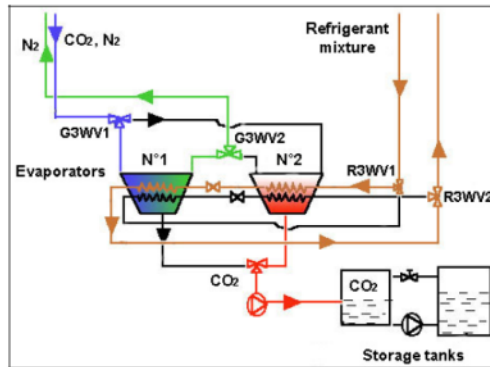 N2
CO2, N2
Refrigerant
mixture
G3WV1
G3WV2
Evaporators
N°1
N°2
R3WV1
R3WV2
CO2
CO2
Storage tanks